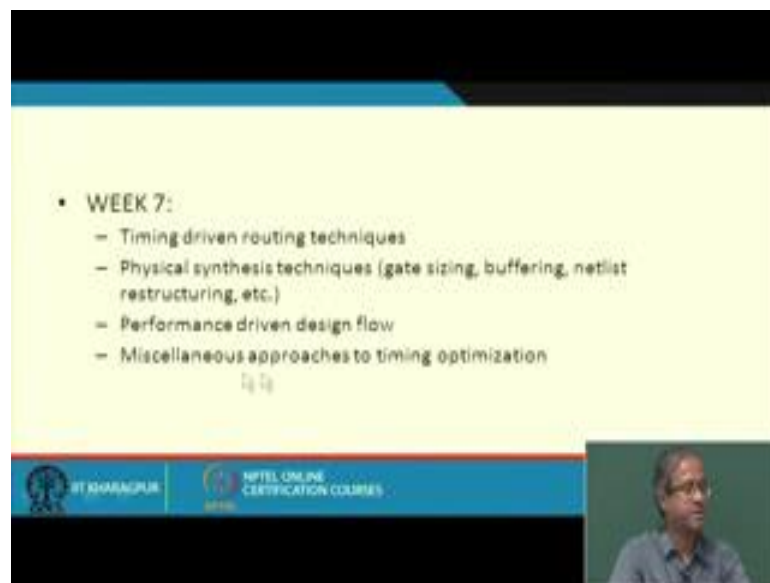 • WEEK 7:
– Timing driven routing techniques
– Physical synthesis techniques (gate sizing, buffering, netlist
restructuring, etc.)
– Performance driven design flow
– Miscellaneous approaches to timing optimization
IIT KHARAGPUR
NPTEL ONLINE
CERTIFICATION COURSES
NPTEL